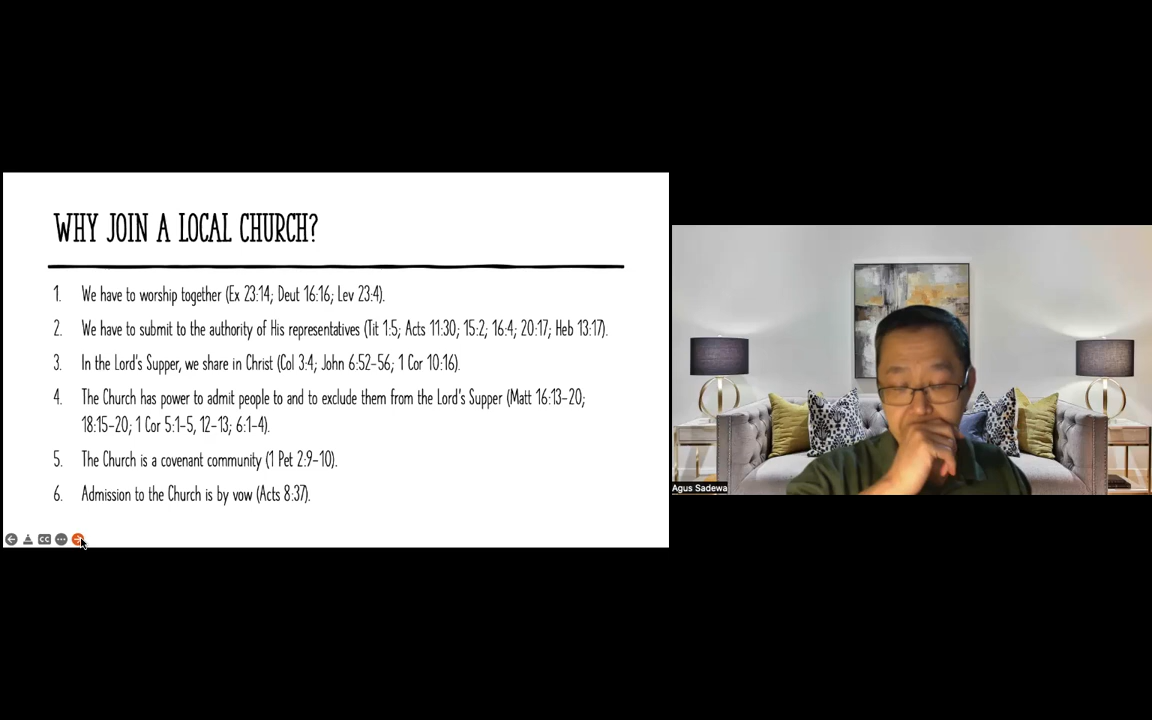 WHY JOIN A LOCAL CHURCH?
1. We have to worship together (Ex 23:14; Deut 16:16; Lev 23:4).
2. We have to submit to the authority of His representatives (Tit 1:5; Acts 11:30; 15:2; 16:4; 20:17; Heb 13:17).
3. In the Lord's Supper, we share in Christ (Col 3:4; John 6:52-56; 1 Cor 10:16).
4. The Church has power to admit people to and to exclude them from the Lord's Supper (Matt 16:13-20;
18:15-20; 1 Cor 5:1-5, 12-13; 6:1-4).
5. The Church is a covenant community (1 Pet 2:9-10).
6. Admission to the Church is by vow (Acts 8:37).
CC
Agus Sadewa